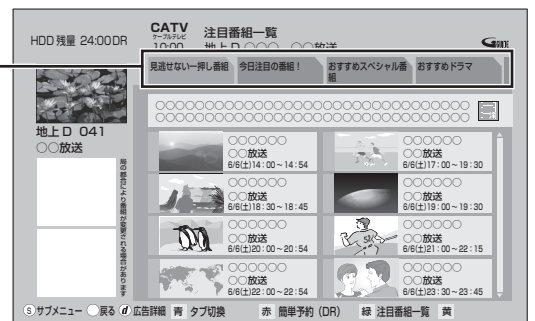 HDD 残量 24:00 DR
CATV
ケーブルテレビ
注目番組一覧
10:00
地上 D ○○○ ○○放送
G GUIDE
見逃せない一押し番組
今日注目の番組！
おすすめスペシャル番組
おすすめドラマ
○○○○○○○○○○○○○○○○○○○○○○○○○○○○○○
○○○○○○○○○○○○○○○○○○○○○○○○○○○○○○
地上 D 041
○○放送
局の都合により番組が変更される場合があります
○○○○○○
○○放送
6/6(土)14:00～14:54
○○○○○○
○○放送
6/6(土)17:00～19:30
○○○○○○
○○放送
6/6(土)18:30～18:45
○○○○○○
○○放送
6/6(土)19:00～19:30
○○○○○○
○○放送
6/6(土)20:00～20:54
○○○○○○
○○放送
6/6(土)21:00～22:15
○○○○○○
○○放送
6/6(土)22:00～22:54
○○○○○○
○○放送
6/6(土)23:30～23:45
S サブメニュー ○戻る d 広告詳細 青 タブ切換 赤 簡単予約 (DR) 緑 注目番組一覧 黄